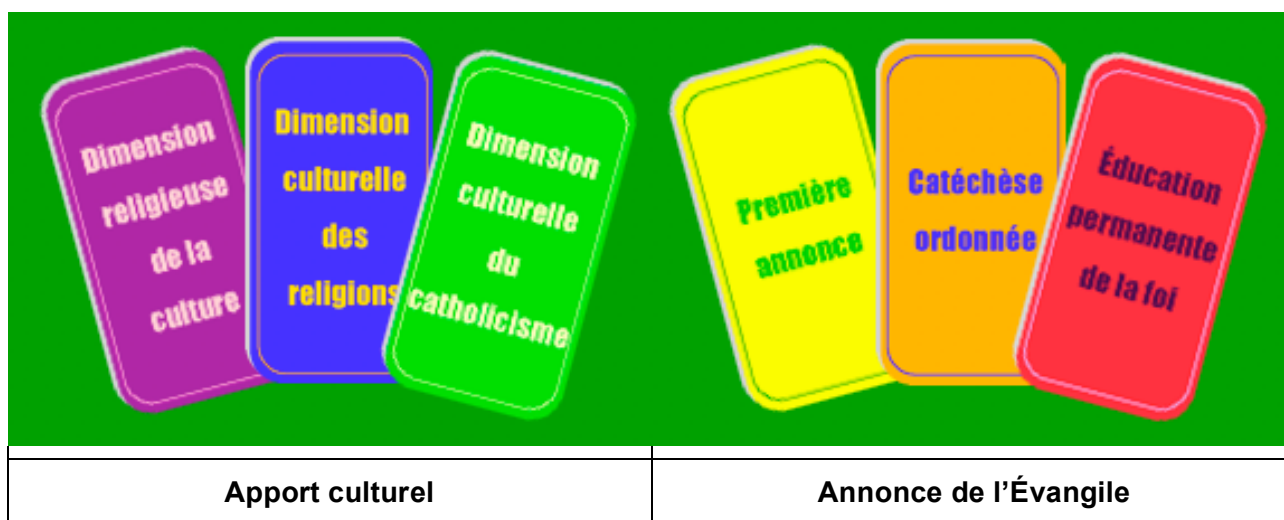 Dimension
religieuse
de la
culture
Dimension
culturelle
des
religions
Dimension
culturelle
du
catholicisme
Première
annonce
Catéchèse
ordonnée
Éducation
permanente
de la foi
Apport culturel
Annonce de l’Évangile